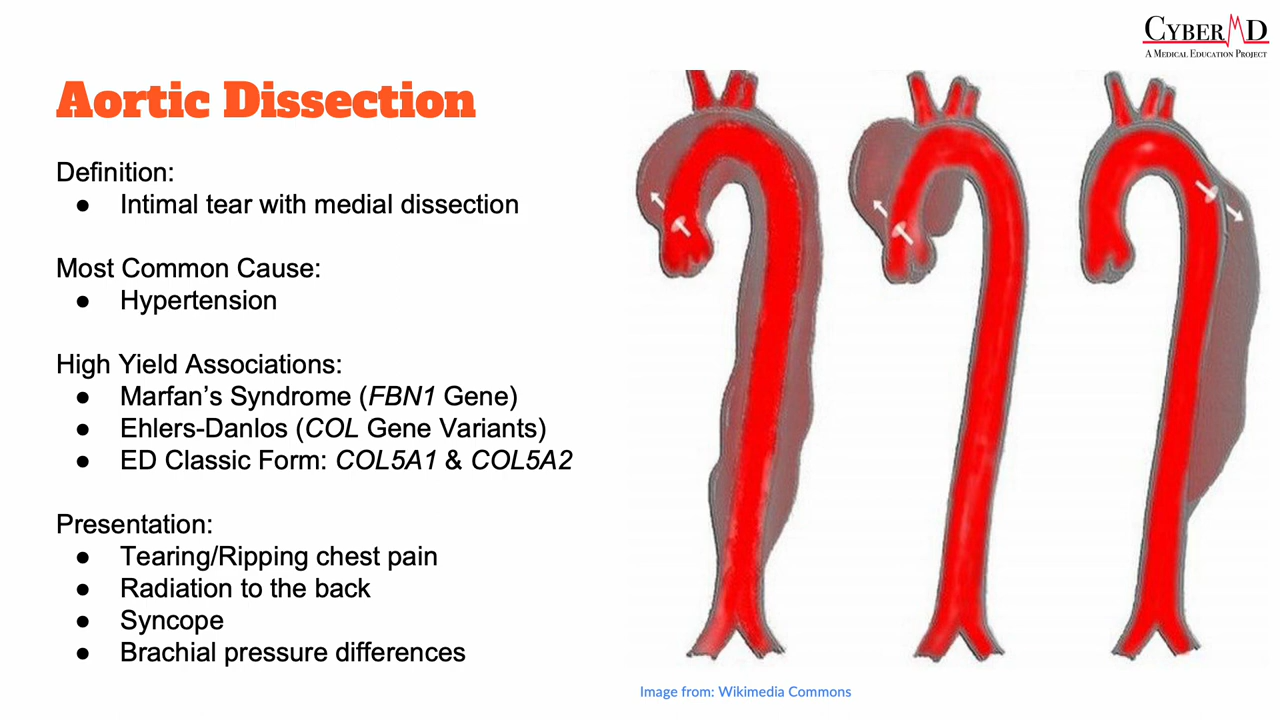 CYBERMD
A MEDICAL EDUCATION PROJECT
Aortic Dissection
Definition:
● Intimal tear with medial dissection
Most Common Cause:
● Hypertension
High Yield Associations:
● Marfan’s Syndrome (FBN1 Gene)
● Ehlers-Danlos (COL Gene Variants)
● ED Classic Form: COL5A1 & COL5A2
Presentation:
● Tearing/Ripping chest pain
● Radiation to the back
● Syncope
● Brachial pressure differences
Image from: Wikimedia Commons